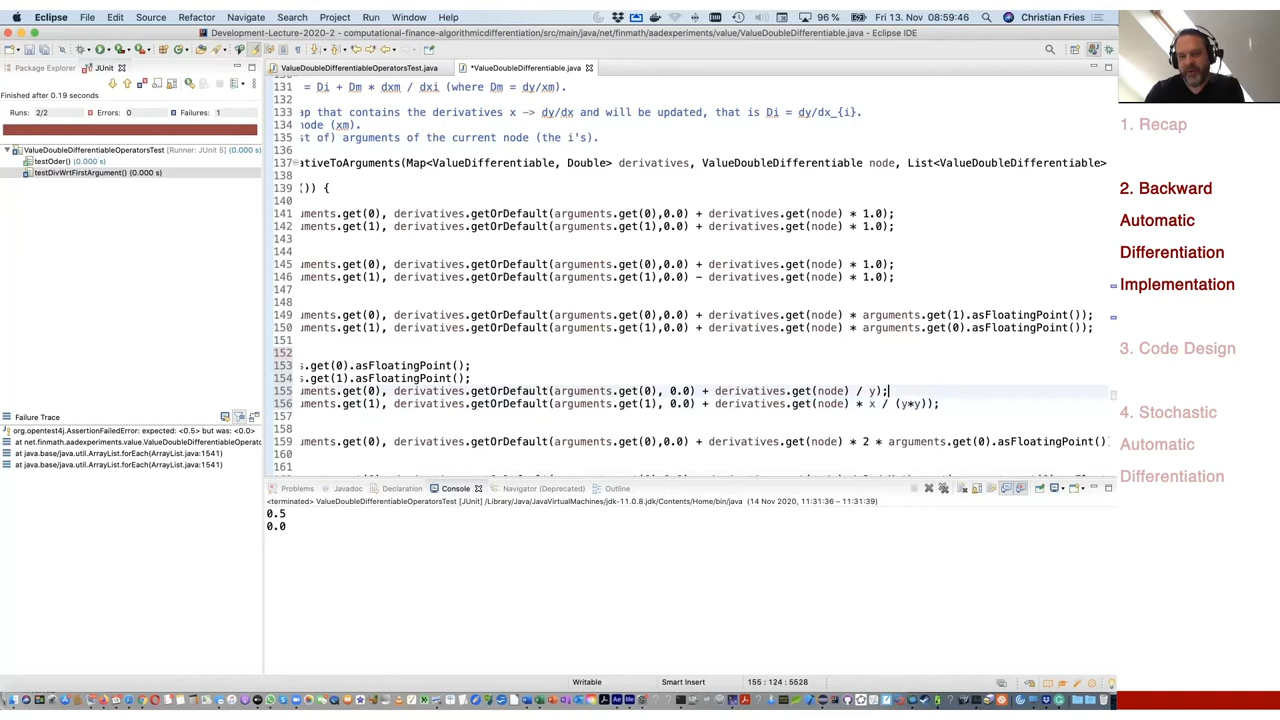 Eclipse File Edit Source Refactor Navigate Search Project Run Window Help 96 % Fri 13. Nov 08:59:46 Christian Fries
Development-Lecture-2020-2 - computational-finance-algorithmicdifferentiation/src/main/java/net/finmath/aadexperiments/value/ValueDoubleDifferentiable.java - Eclipse IDE
Package Explorer JUnit
ValueDoubleDifferentiableOperatorsTest.java *ValueDoubleDifferentiable.java
Finished after 0.19 seconds
Runs: 2/2 Errors: 0 Failures: 1
ValueDoubleDifferentiableOperatorsTest [Runner: JUnit 5] (0.000 s)
testOder() (0.000 s)
testDivWrtFirstArgument() (0.000 s)
131 = Di + Dm * dxm / dxi (where Dm = dy/xm).
132
133 ap that contains the derivatives x -> dy/dx and will be updated, that is Di = dy/dx_{i}.
134 node (xm).
135 st of) arguments of the current node (the i's).
137 ativeToArguments(Map<ValueDifferentiable, Double> derivatives, ValueDoubleDifferentiable node, List<ValueDoubleDifferentiable>
138
139 ()) {
140
141 uments.get(0), derivatives.getOrDefault(arguments.get(0),0.0) + derivatives.get(node) * 1.0);
142 uments.get(1), derivatives.getOrDefault(arguments.get(1),0.0) + derivatives.get(node) * 1.0);
143
144
145 uments.get(0), derivatives.getOrDefault(arguments.get(0),0.0) + derivatives.get(node) * 1.0);
146 uments.get(1), derivatives.getOrDefault(arguments.get(1),0.0) - derivatives.get(node) * 1.0);
147
148
149 uments.get(0), derivatives.getOrDefault(arguments.get(0),0.0) + derivatives.get(node) * arguments.get(1).asFloatingPoint());
150 uments.get(1), derivatives.getOrDefault(arguments.get(1),0.0) + derivatives.get(node) * arguments.get(0).asFloatingPoint());
151
152
153 s.get(0).asFloatingPoint();
154 s.get(1).asFloatingPoint();
155 uments.get(0), derivatives.getOrDefault(arguments.get(0), 0.0) + derivatives.get(node) / y);
156 uments.get(1), derivatives.getOrDefault(arguments.get(1), 0.0) + derivatives.get(node) * x / (y*y));
157
159 uments.get(0), derivatives.getOrDefault(arguments.get(0),0.0) + derivatives.get(node) * 2 * arguments.get(0).asFloatingPoint()
160
161
Failure Trace
org.opentest4j.AssertionFailedError: expected: <0.5> but was: <0.0>
at net.finmath.aadexperiments.value.ValueDoubleDifferentiableOperatorsTest
at java.base/java.util.ArrayList.forEach(ArrayList.java:1541)
at java.base/java.util.ArrayList.forEach(ArrayList.java:1541)
Problems Javadoc Declaration Console Navigator (Deprecated) Outline
<terminated> ValueDoubleDifferentiableOperatorsTest [JUnit] /Library/Java/JavaVirtualMachines/jdk-11.0.8.jdk/Contents/Home/bin/java (14 Nov 2020, 11:31:36 – 11:31:39)
0.5
0.0
Writable Smart Insert 155 : 124 : 5528
1. Recap
2. Backward
Automatic
Differentiation
Implementation
3. Code Design
4. Stochastic
Automatic
Differentiation